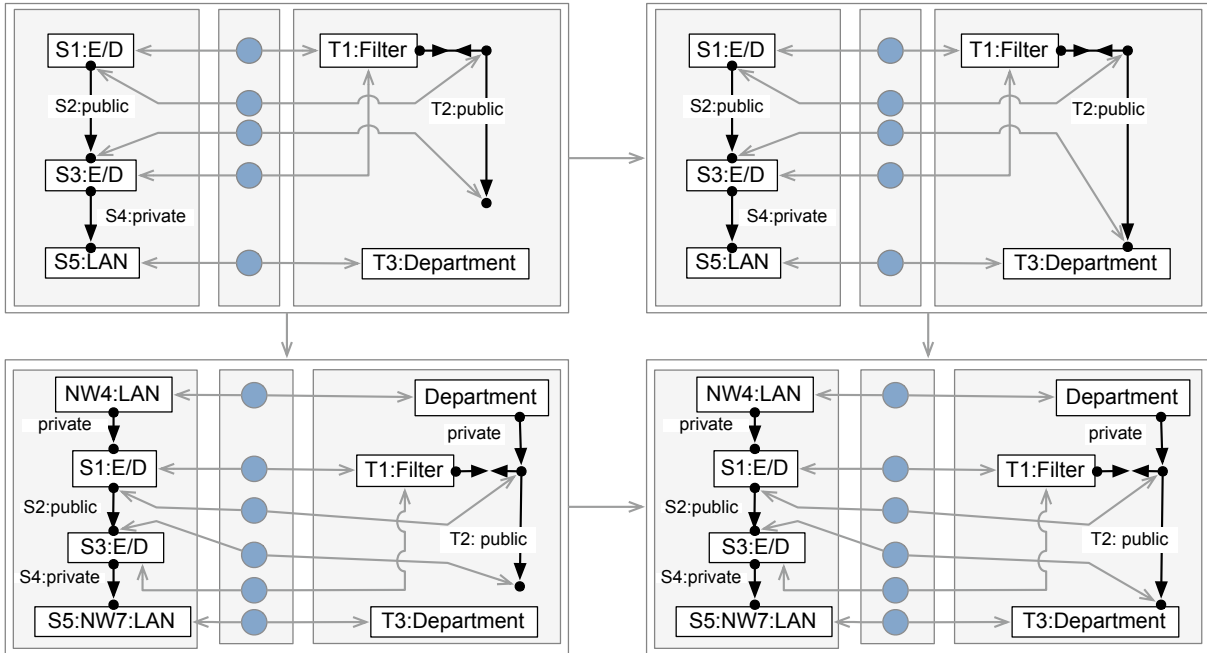 S1:E/D
T1:Filter
S2:public
T2:public
S3:E/D
S4:private
S5:LAN
T3:Department
S1:E/D
T1:Filter
S2:public
T2:public
S3:E/D
S4:private
S5:LAN
T3:Department
NW4:LAN
Department
private
private
S1:E/D
T1:Filter
S2:public
T2: public
S3:E/D
S4:private
S5:NW7:LAN
T3:Department
NW4:LAN
Department
private
private
S1:E/D
T1:Filter
S2:public
T2: public
S3:E/D
S4:private
S5:NW7:LAN
T3:Department